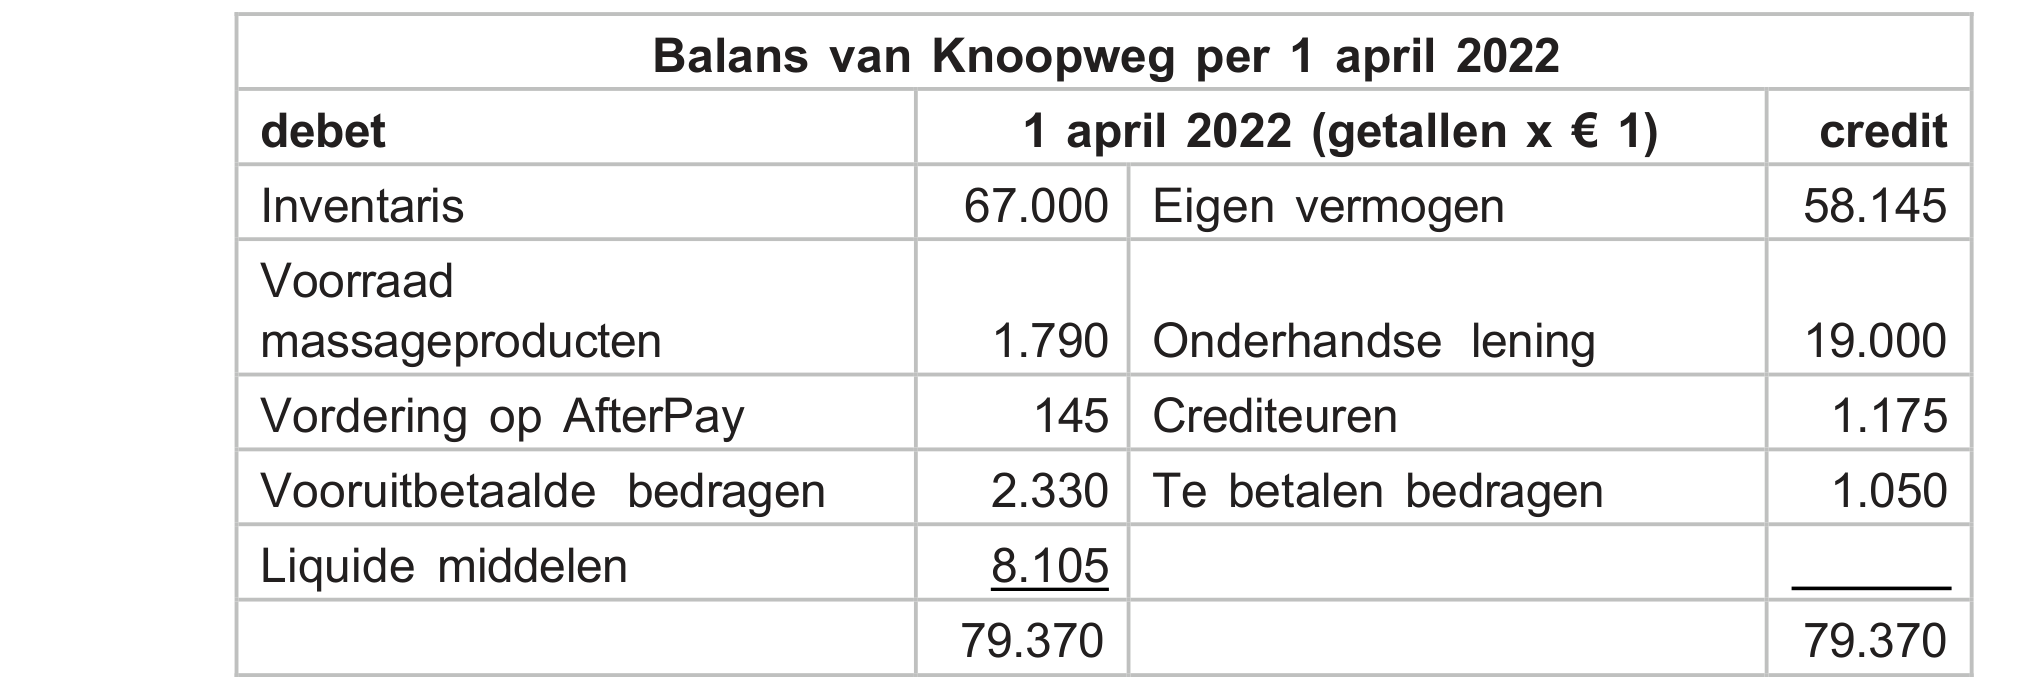 Balans van Knoopweg per 1 april 2022
debet 1 april 2022 (getallen x € 1) credit
Inventaris 67.000 Eigen vermogen 58.145
Voorraad
massageproducten 1.790 Onderhandse lening 19.000
Vordering op AfterPay 145 Crediteuren 1.175
Vooruitbetaalde bedragen 2.330 Te betalen bedragen 1.050
Liquide middelen 8.105
79.370 79.370